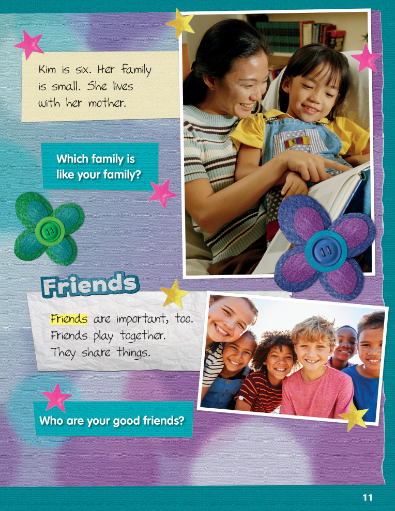 Kim is six. Her family
is small. She lives
with her mother.
Which family is
like your family?
Friends
Friends are important, too.
Friends play together.
They share things.
Who are your good friends?
11